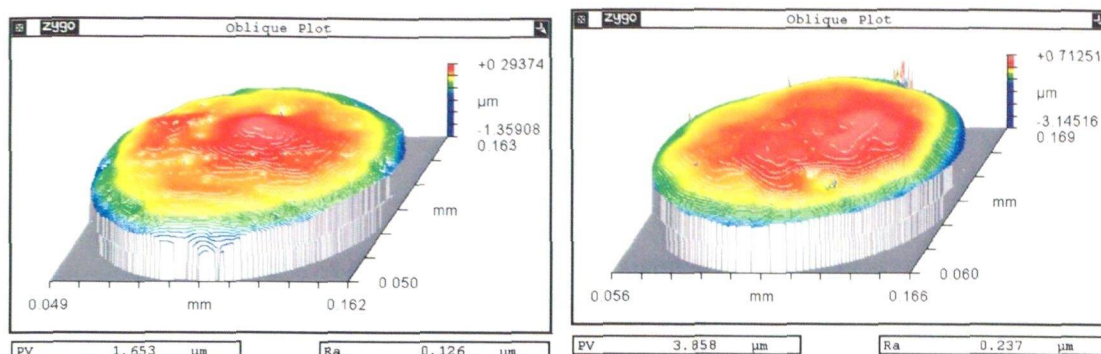 zygo Oblique Plot
+0.29374
µm
-1.35908
0.163
mm
0.050
0.049 mm 0.162
PV 1.653 µm Ra 0.126 µm
zygo Oblique Plot
+0.71251
µm
-3.14516
0.169
mm
0.060
0.056 mm 0.166
PV 3.858 µm Ra 0.237 µm